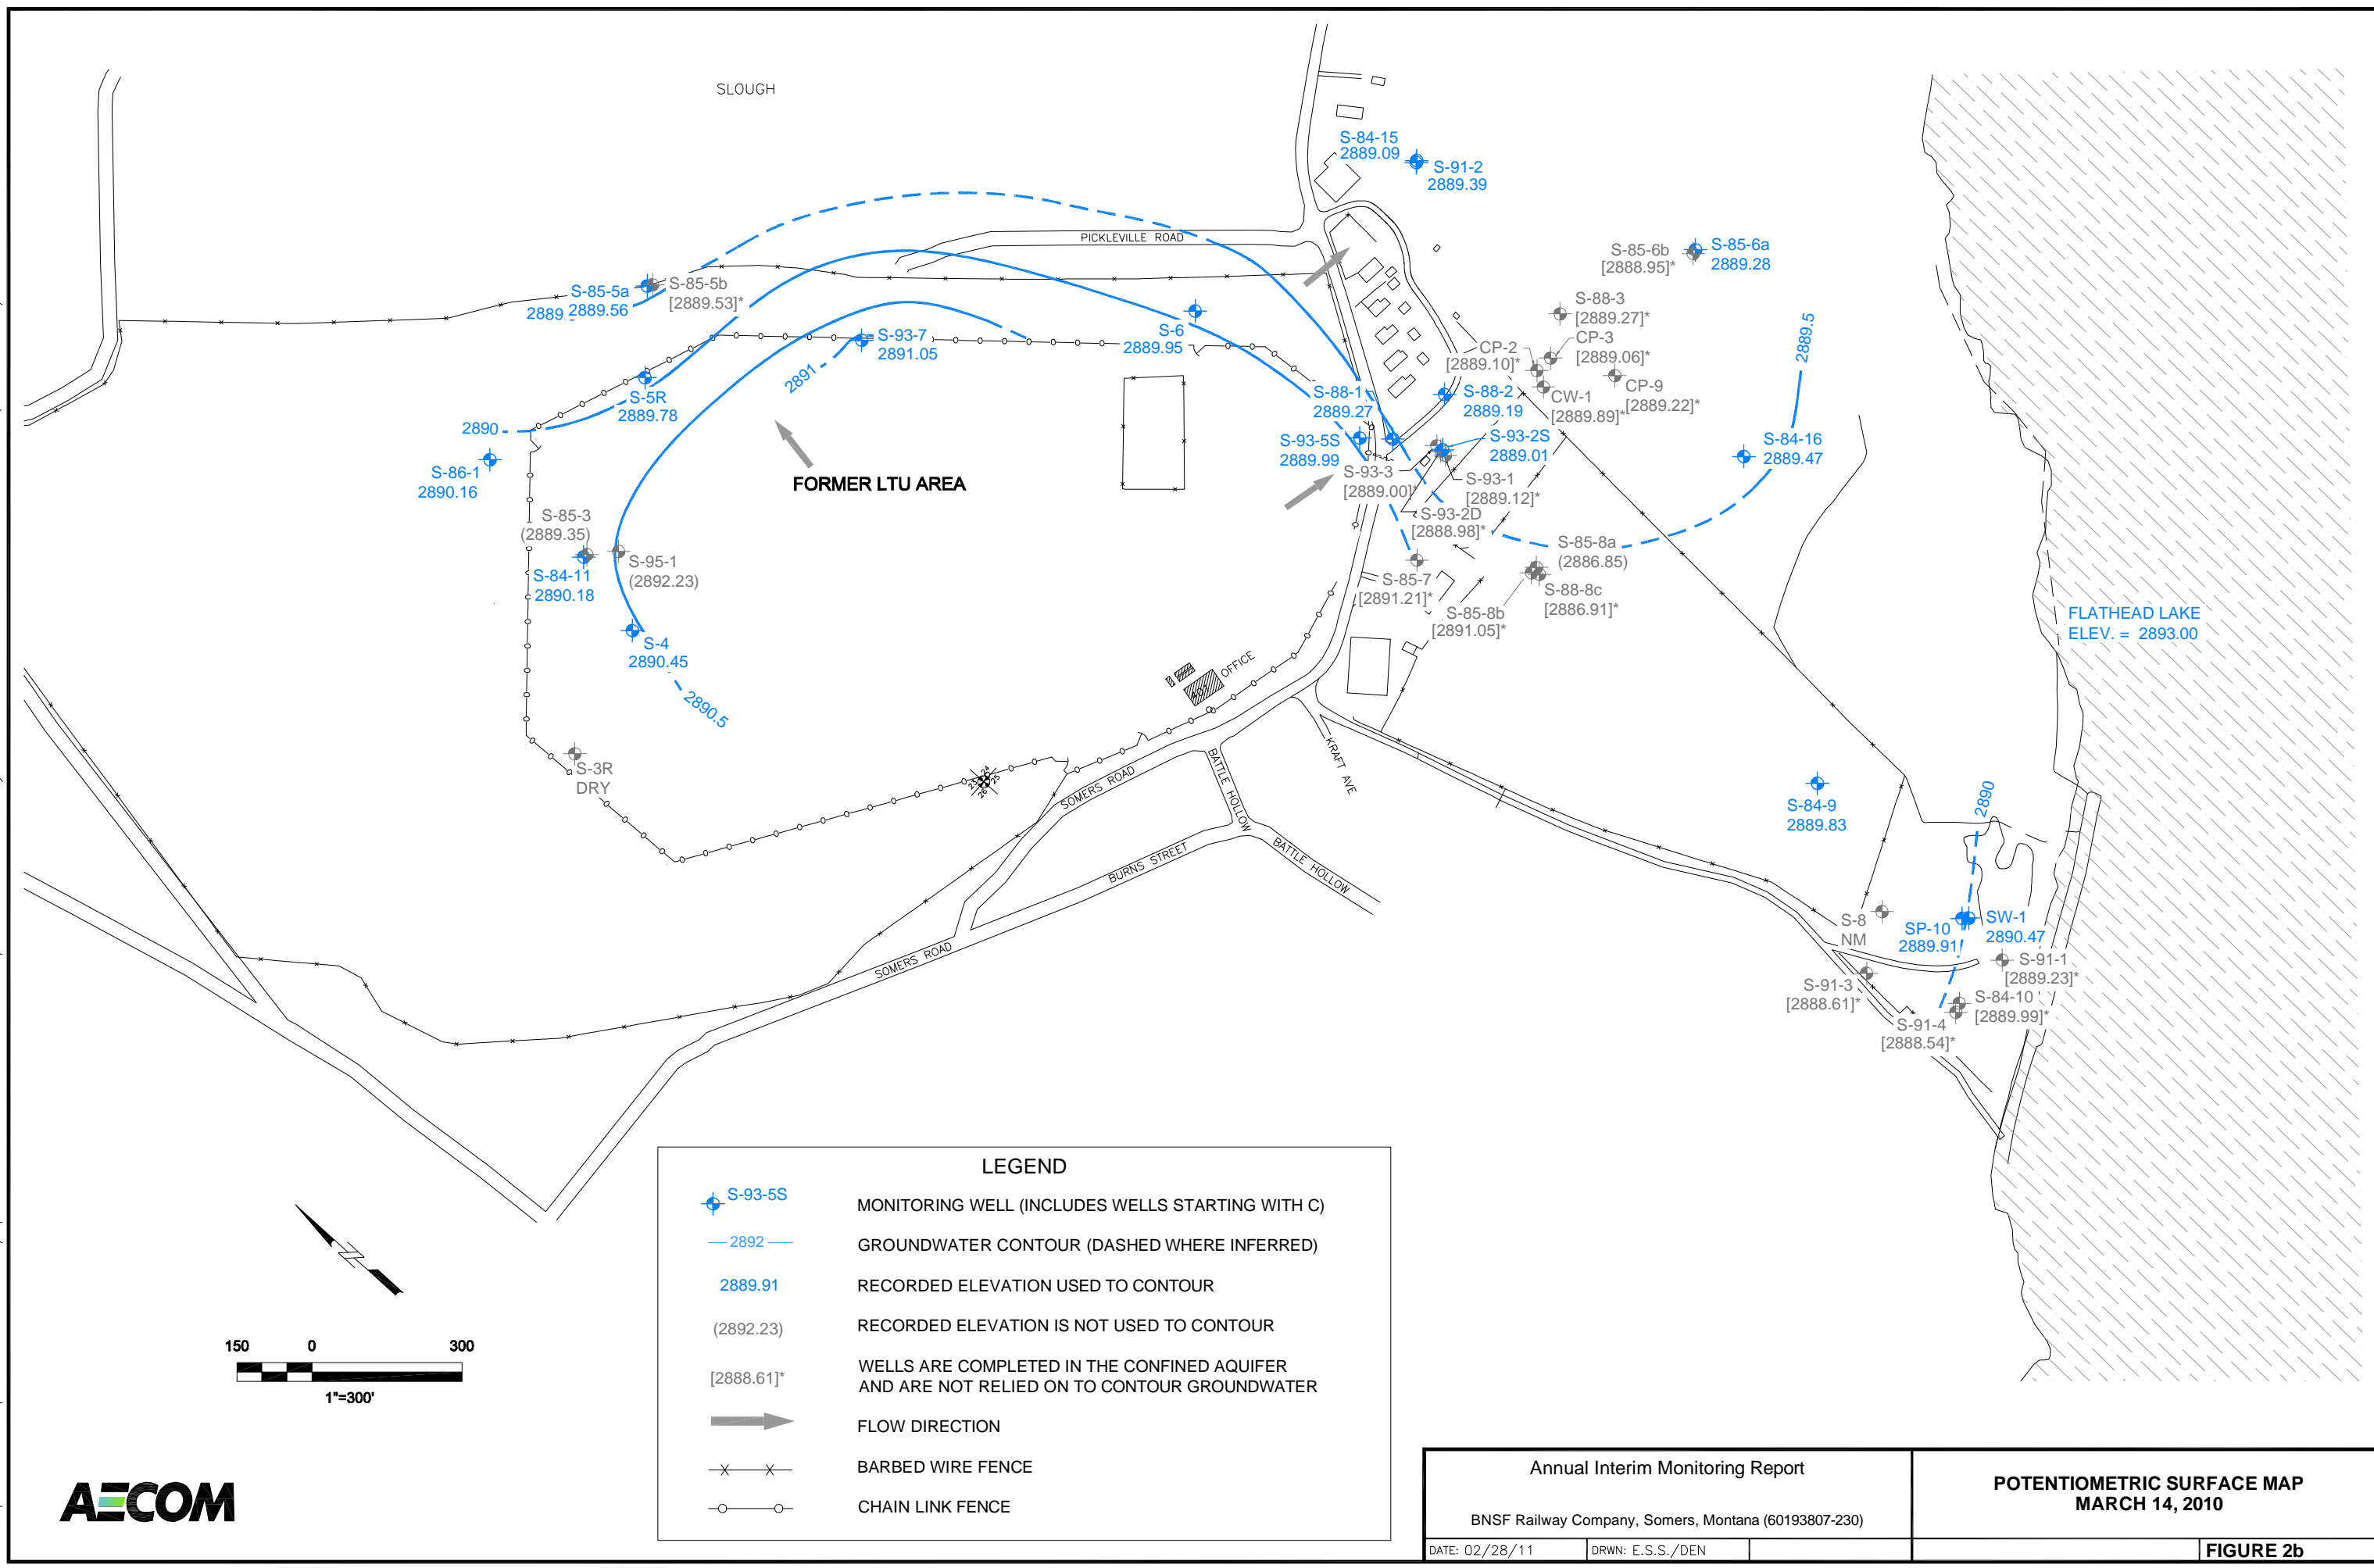 SLOUGH
S-84-15
2889.09
S-91-2
2889.39
PICKLEVILLE ROAD
S-85-6b
[2888.95]*
S-85-6a
2889.28
S-85-5a
2889.56
2889.
S-85-5b
[2889.53]*
S-88-3
[2889.27]*
CP-3
[2889.06]*
CP-2
[2889.10]*
CP-9
[2889.22]*
CW-1
[2889.89]*
2889.5
S-93-7
2891.05
2891
S-6
2889.95
S-5R
2889.78
S-88-1
2889.27
S-88-2
2889.19
2890
S-86-1
2890.16
S-93-5S
2889.99
S-93-2S
2889.01
S-84-16
2889.47
FORMER LTU AREA
S-93-3
[2889.00]*
S-93-1
[2889.12]*
S-93-2D
[2888.98]*
S-85-3
(2889.35)
S-95-1
(2892.23)
S-84-11
2890.18
S-85-8a
(2886.85)
S-88-8c
[2886.91]*
S-85-7
[2891.21]*
S-85-8b
[2891.05]*
FLATHEAD LAKE
ELEV. = 2893.00
S-4
2890.45
2890.5
OFFICE
401
S-3R
DRY
23 24
26 25
SOMERS ROAD
BATTLE HOLLOW
KRAFT AVE
BURNS STREET
BATTLE HOLLOW
SOMERS ROAD
S-84-9
2889.83
2890
S-8
NM
SP-10
2889.91
SW-1
2890.47
S-91-1
[2889.23]*
S-91-3
[2888.61]*
S-84-10
[2889.99]*
S-91-4
[2888.54]*
LEGEND
S-93-5S
MONITORING WELL (INCLUDES WELLS STARTING WITH C)
2892
GROUNDWATER CONTOUR (DASHED WHERE INFERRED)
2889.91
RECORDED ELEVATION USED TO CONTOUR
(2892.23)
RECORDED ELEVATION IS NOT USED TO CONTOUR
[2888.61]*
WELLS ARE COMPLETED IN THE CONFINED AQUIFER
AND ARE NOT RELIED ON TO CONTOUR GROUNDWATER
FLOW DIRECTION
BARBED WIRE FENCE
CHAIN LINK FENCE
N
150 0 300
1"=300'
AECOM
Annual Interim Monitoring Report
BNSF Railway Company, Somers, Montana (60193807-230)
DATE: 02/28/11
DRWN: E.S.S./DEN
POTENTIOMETRIC SURFACE MAP
MARCH 14, 2010
FIGURE 2b